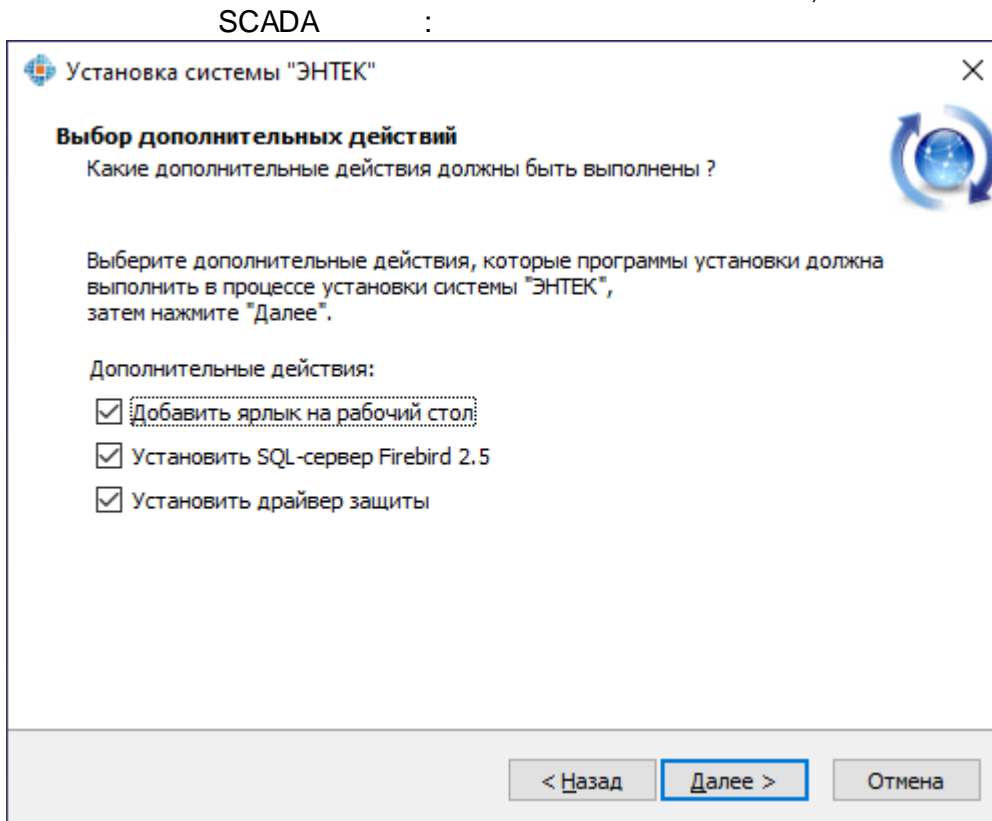 SCADA :
Установка системы "ЭНТЕК"
Выбор дополнительных действий
Какие дополнительные действия должны быть выполнены ?
Выберите дополнительные действия, которые программы установки должна
выполнить в процессе установки системы "ЭНТЕК",
затем нажмите "Далее".
Дополнительные действия:
Добавить ярлык на рабочий стол
Установить SQL-сервер Firebird 2.5
Установить драйвер защиты
< Назад Далее > Отмена